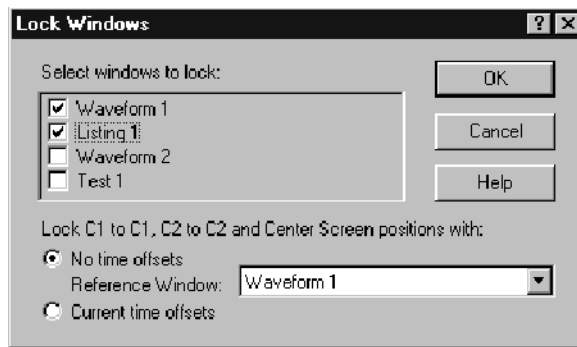 Lock Windows
Select windows to lock:
OK
Waveform 1
Listing 1
Cancel
Waveform 2
Test 1
Help
Lock C1 to C1, C2 to C2 and Center Screen positions with:
No time offsets
Reference Window: Waveform 1
Current time offsets